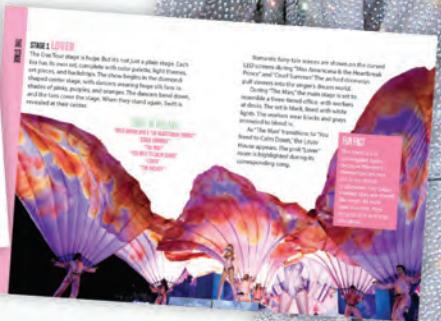 THE STAGE
STAGE 1: LOVER
The Eras Tour stage is huge. But it's not just a plain stage. Each
Era has its own set, complete with color palette, light themes,
set pieces, and backdrops. The show begins in the diamond-
shaped center stage, with dancers wearing huge silk fans in
shades of pinks, purples, and oranges. The dancers bend down,
and the fans cover the stage. When they stand again, Swift is
revealed at their center.
"MISS AMERICANA & THE HEARTBREAK PRINCE"
"CRUEL SUMMER"
"THE MAN"
"YOU NEED TO CALM DOWN"
"LOVER"
"THE ARCHER"
Romantic fairy-tale scenes are shown on the curved
LED screens during "Miss Americana & the Heartbreak
Prince" and "Cruel Summer." The arched doorways
pull viewers into the singer's dream world.
During "The Man," the main stage is set to
resemble a three-tiered office, with workers
at desks. The set is black, lined with white
lights. The workers wear blacks and grays
to blend in.
As "The Man" transitions to "You
Need to Calm Down," the Lover
House appears. The pink "Lover"
room is highlighted during its
corresponding song.
FUN FACT